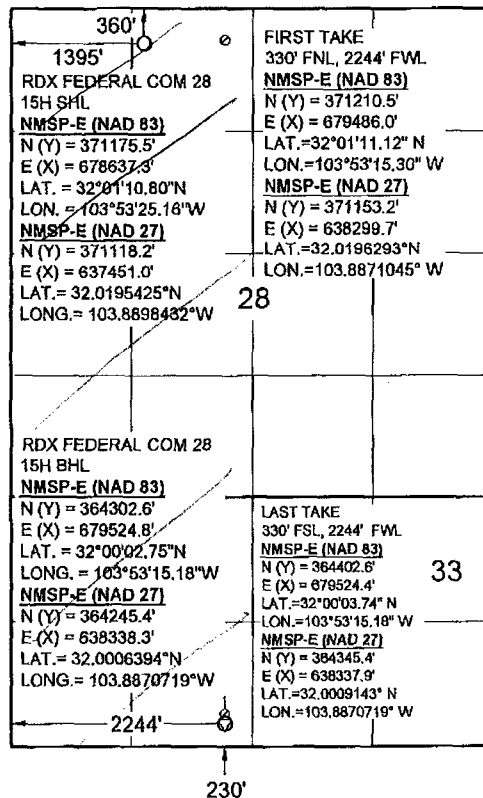 360'
1395'
RDX FEDERAL COM 28
15H SHL
NMSP-E (NAD 83)
N (Y) = 371175.5'
E (X) = 678637.3'
LAT. = 32°01'10.80"N
LON. = 103°53'25.16"W
NMSP-E (NAD 27)
N (Y) = 371118.2'
E (X) = 637451.0'
LAT.= 32.0195425°N
LONG.= 103.8898432°W
FIRST TAKE
330' FNL, 2244' FWL
NMSP-E (NAD 83)
N (Y) = 371210.5'
E (X) = 679486.0'
LAT.=32°01'11.12" N
LON.=103°53'15.30" W
NMSP-E (NAD 27)
N (Y) = 371153.2'
E (X) = 638299.7'
LAT.=32.0196293° N
LON.=103.8871045° W
28
RDX FEDERAL COM 28
15H BHL
NMSP-E (NAD 83)
N (Y) = 364302.6'
E (X) = 679524.8'
LAT. = 32°00'02.75"N
LONG. = 103°53'15.18"W
NMSP-E (NAD 27)
N (Y) = 364245.4'
E (X) = 638338.3'
LAT.= 32.0006394°N
LONG.= 103.8870719°W
LAST TAKE
330' FSL, 2244' FWL
NMSP-E (NAD 83)
N (Y) = 364402.6'
E (X) = 679524.4'
LAT.=32°00'03.74" N
LON.=103°53'15.18" W
NMSP-E (NAD 27)
N (Y) = 364345.4'
E (X) = 638337.9'
LAT.=32.0009143° N
LON.=103.8870719° W
33
2244'
230'